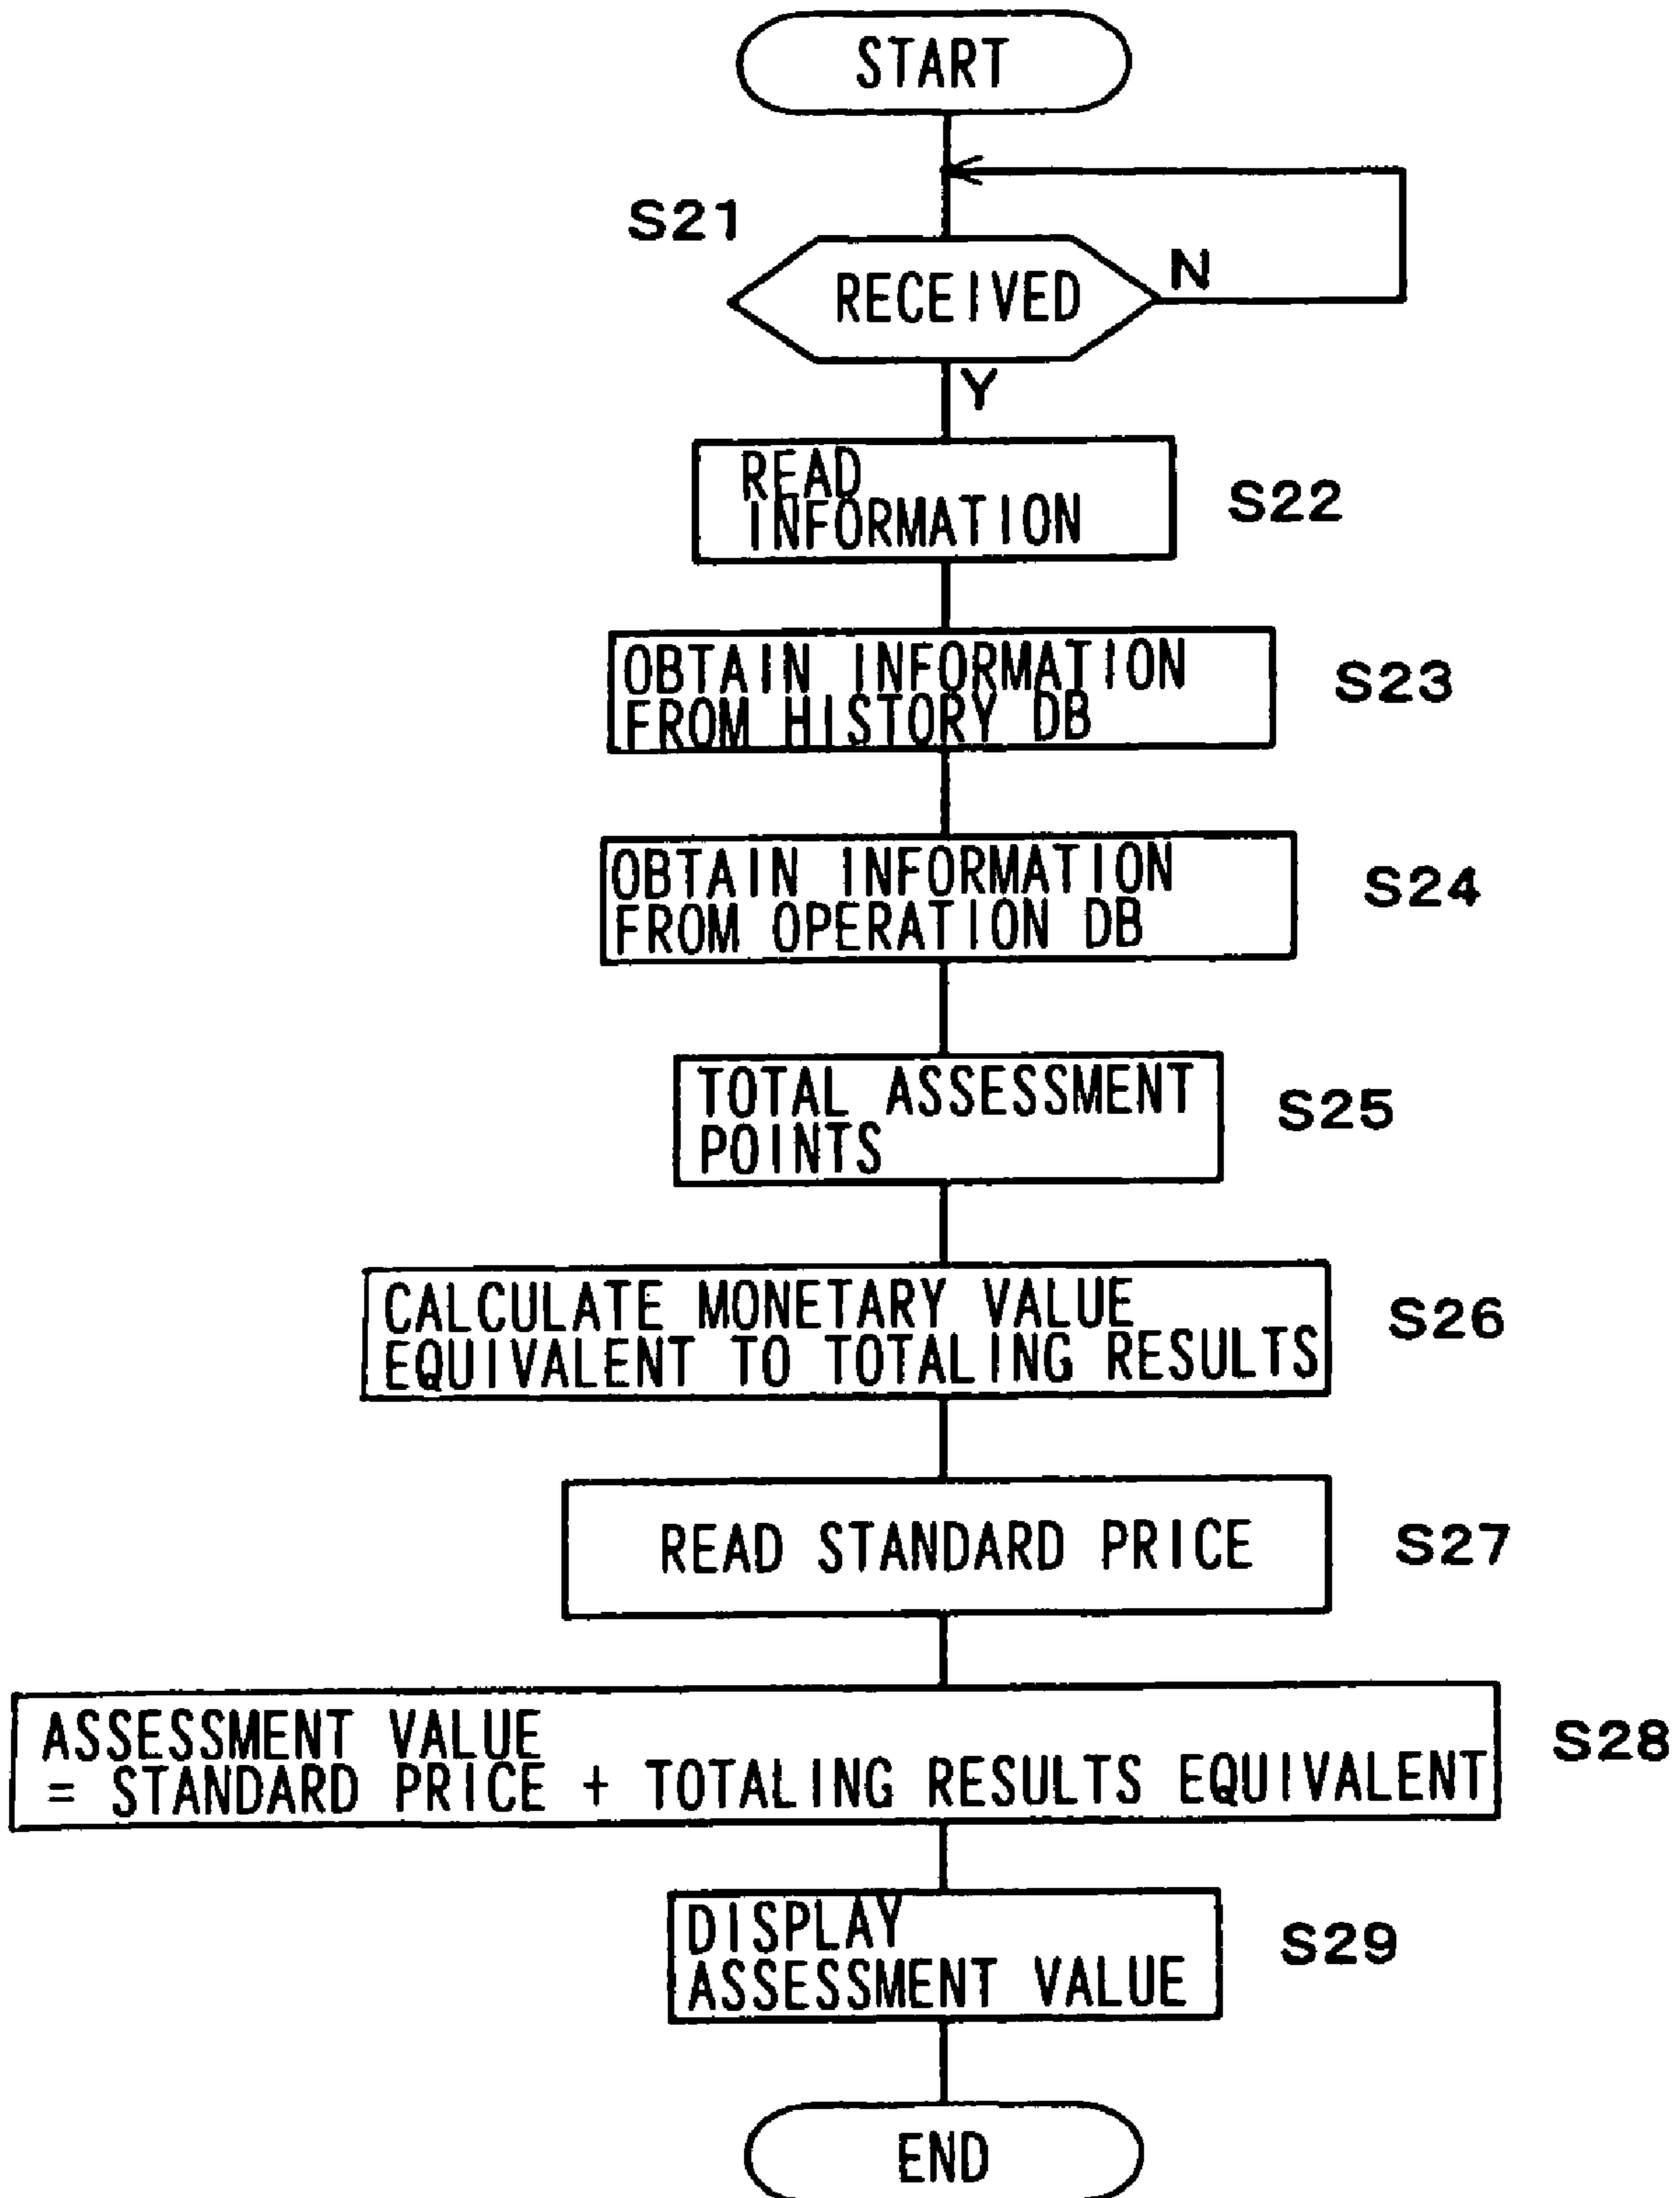 START
S21
RECEIVED
N
Y
READ
INFORMATION
S22
OBTAIN INFORMATION
FROM HISTORY DB
S23
OBTAIN INFORMATION
FROM OPERATION DB
S24
TOTAL ASSESSMENT
POINTS
S25
CALCULATE MONETARY VALUE
EQUIVALENT TO TOTALING RESULTS
S26
READ STANDARD PRICE
S27
ASSESSMENT VALUE
= STANDARD PRICE + TOTALING RESULTS EQUIVALENT
S28
DISPLAY
ASSESSMENT VALUE
S29
END